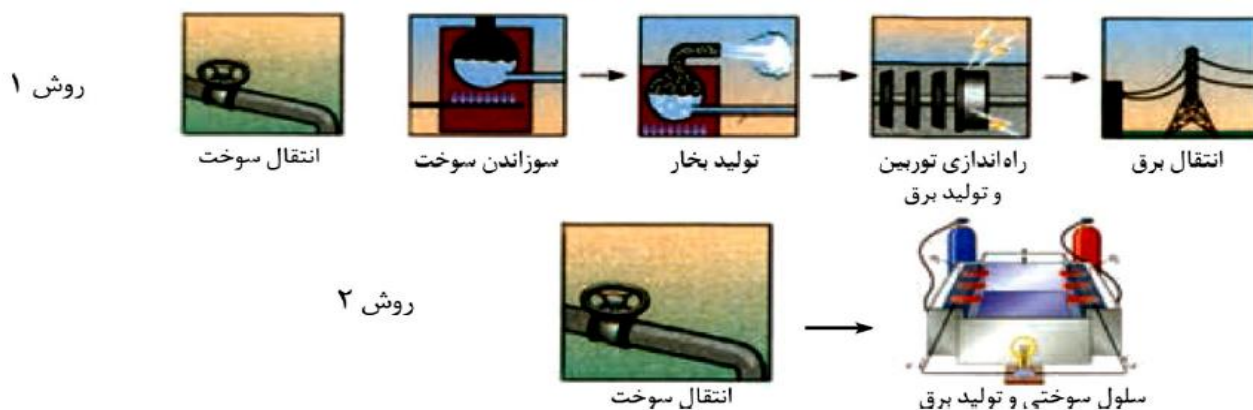 روش ۱
انتقال سوخت
سوزاندن سوخت
تولید بخار
راه‌اندازی توربین
و تولید برق
انتقال برق
روش ۲
انتقال سوخت
سلول سوختی و تولید برق